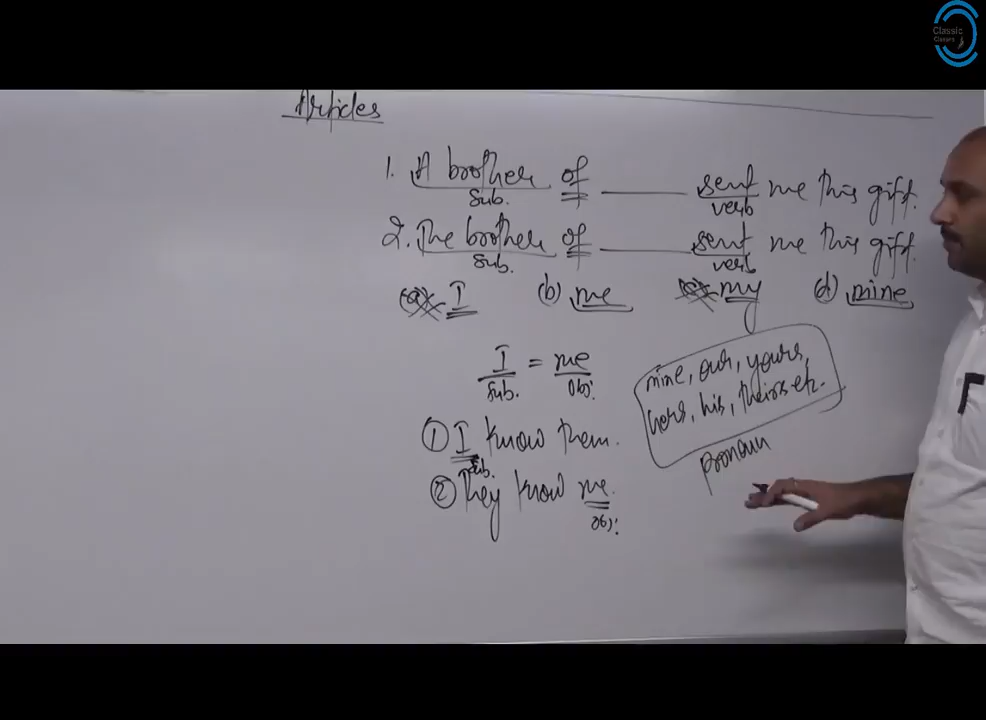 Classic
Classes
Articles
1. A brother of ______ sent me this gift.
sub. verb
2. The brother of ______ sent me this gift.
sub. verb
(a) I (b) me (c) my (d) mine
I = me
sub. obj:
mine, our, yours,
hers, his, theirs etc.
pronoun
① I know them.
sub.
② They know me.
obj: